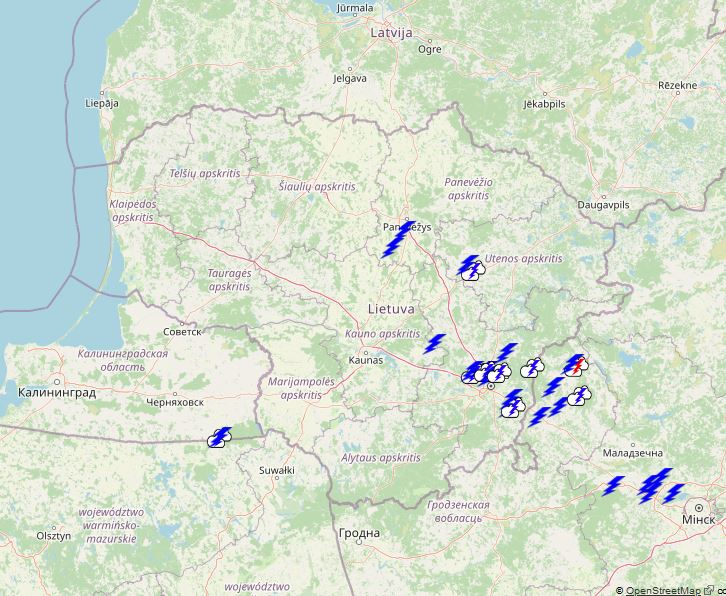 Jūrmala
Latvija
Ogre
Jelgava
Rēzekne
Liepāja
Jēkabpils
Telšių apskritis
Šiaulių apskritis
Panevėžio
apskritis
Klaipėdos
apskritis
Daugavpils
Utenos apskritis
Tauragės
apskritis
Lietuva
Советск
Kauno apskritis
Kaunas
Калининградская
область
Калининград
Marijampolės
apskritis
Черняховск
Маладзечна
Alytaus apskritis
Suwałki
Гродзенская
вобласць
województwo
warmińsko-
mazurskie
Мінск
Olsztyn
Гродна
województwo
© OpenStreetMap